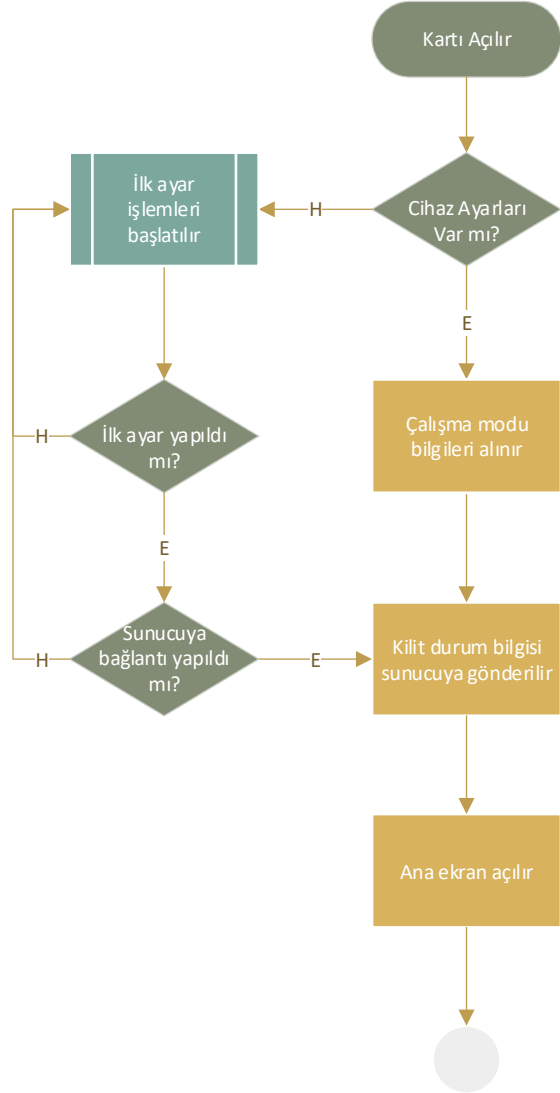 Kartı Açılır
Cihaz Ayarları
Var mı?
H
İlk ayar
işlemleri
başlatılır
E
İlk ayar yapıldı
mı?
H
Çalışma modu
bilgileri alınır
E
Sunucuya
bağlantı yapıldı
mı?
H
E
Kilit durum bilgisi
sunucuya gönderilir
Ana ekran açılır